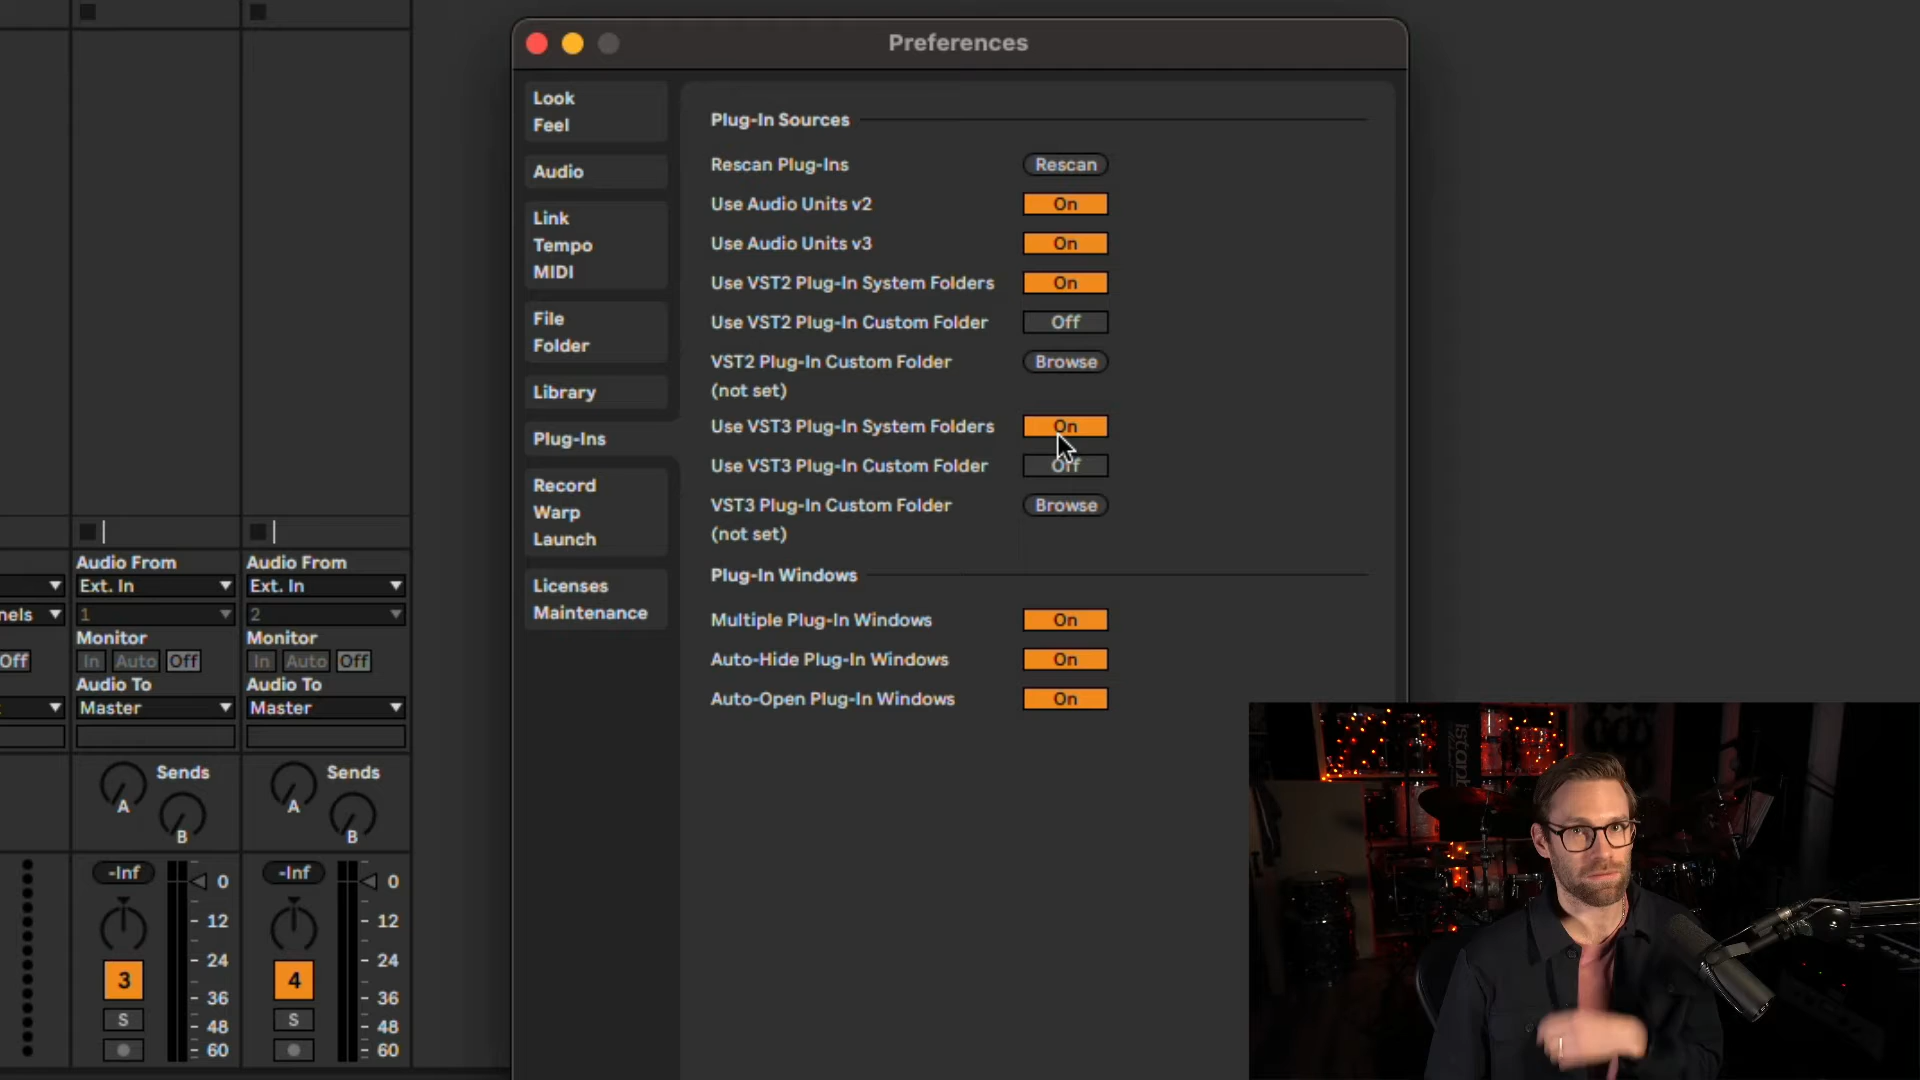 Preferences
Look
Feel
Audio
Link
Tempo
MIDI
File
Folder
Library
Plug-Ins
Record
Warp
Launch
Licenses
Maintenance
Plug-In Sources
Rescan Plug-Ins Rescan
Use Audio Units v2 On
Use Audio Units v3 On
Use VST2 Plug-In System Folders On
Use VST2 Plug-In Custom Folder Off
VST2 Plug-In Custom Folder Browse
(not set)
Use VST3 Plug-In System Folders On
Use VST3 Plug-In Custom Folder Off
VST3 Plug-In Custom Folder Browse
(not set)
Plug-In Windows
Multiple Plug-In Windows On
Auto-Hide Plug-In Windows On
Auto-Open Plug-In Windows On
Audio From Audio From
Ext. In Ext. In
nels 1 2
Monitor Monitor
Off In Auto Off In Auto Off
Audio To Audio To
Master Master
Sends Sends
A A
B B
-Inf 0 -Inf 0
12 12
24 24
3 4
36 36
S 48 S 48
60 60
Istanbul